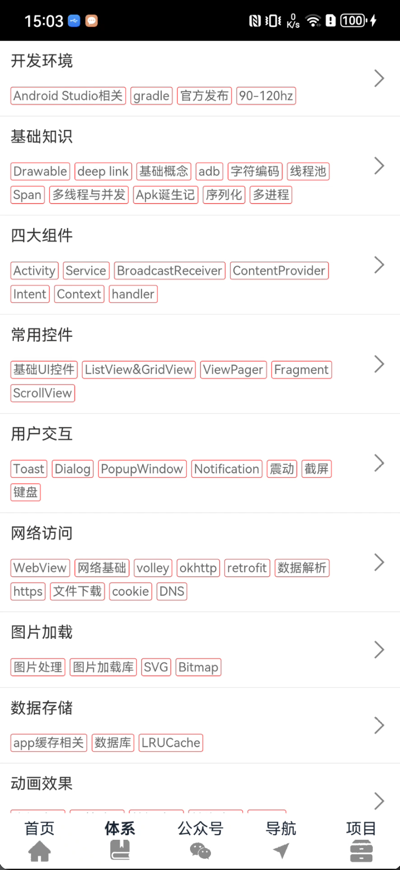 15:03 0 K/s 100
开发环境
Android Studio相关 gradle 官方发布 90-120hz
基础知识
Drawable deep link 基础概念 adb 字符编码 线程池
Span 多线程与并发 Apk诞生记 序列化 多进程
四大组件
Activity Service BroadcastReceiver ContentProvider
Intent Context handler
常用控件
基础UI控件 ListView&GridView ViewPager Fragment
ScrollView
用户交互
Toast Dialog PopupWindow Notification 震动 截屏
键盘
网络访问
WebView 网络基础 volley okhttp retrofit 数据解析
https 文件下载 cookie DNS
图片加载
图片处理 图片加载库 SVG Bitmap
数据存储
app缓存相关 数据库 LRUCache
动画效果
首页 体系 公众号 导航 项目